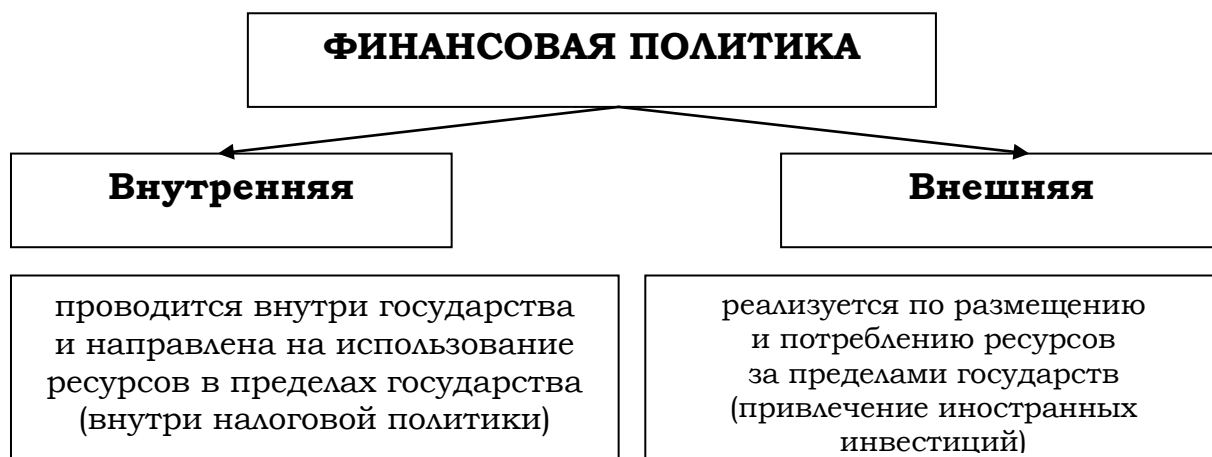 ФИНАНСОВАЯ ПОЛИТИКА
Внутренняя
Внешняя
проводится внутри государства
и направлена на использование
ресурсов в пределах государства
(внутри налоговой политики)
реализуется по размещению
и потреблению ресурсов
за пределами государств
(привлечение иностранных
инвестиций)